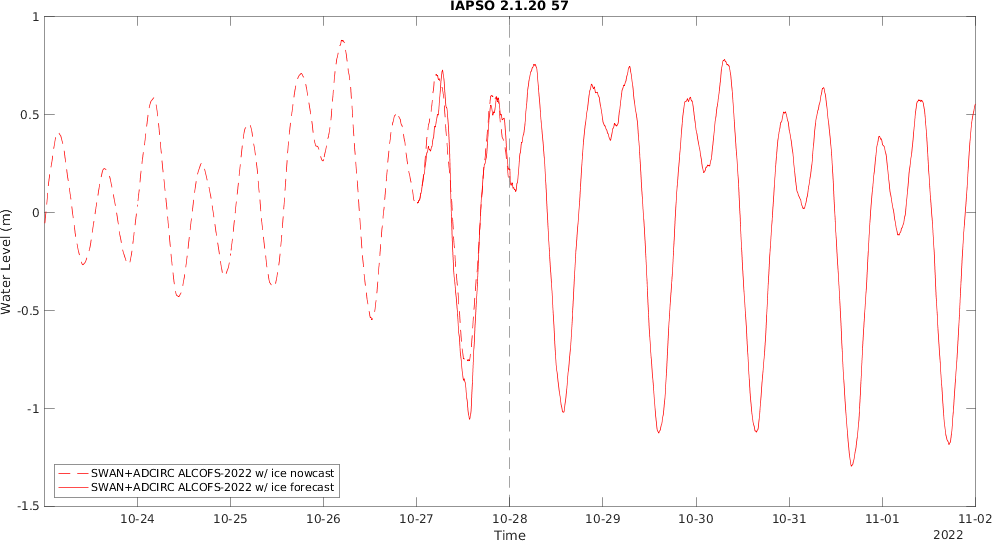 IAPSO 2.1.20 57
Water Level (m)
1
0.5
0
-0.5
-1
-1.5
SWAN+ADCIRC ALCOFS-2022 w/ ice nowcast
SWAN+ADCIRC ALCOFS-2022 w/ ice forecast
10-24 10-25 10-26 10-27 10-28 10-29 10-30 10-31 11-01 11-02
Time
2022